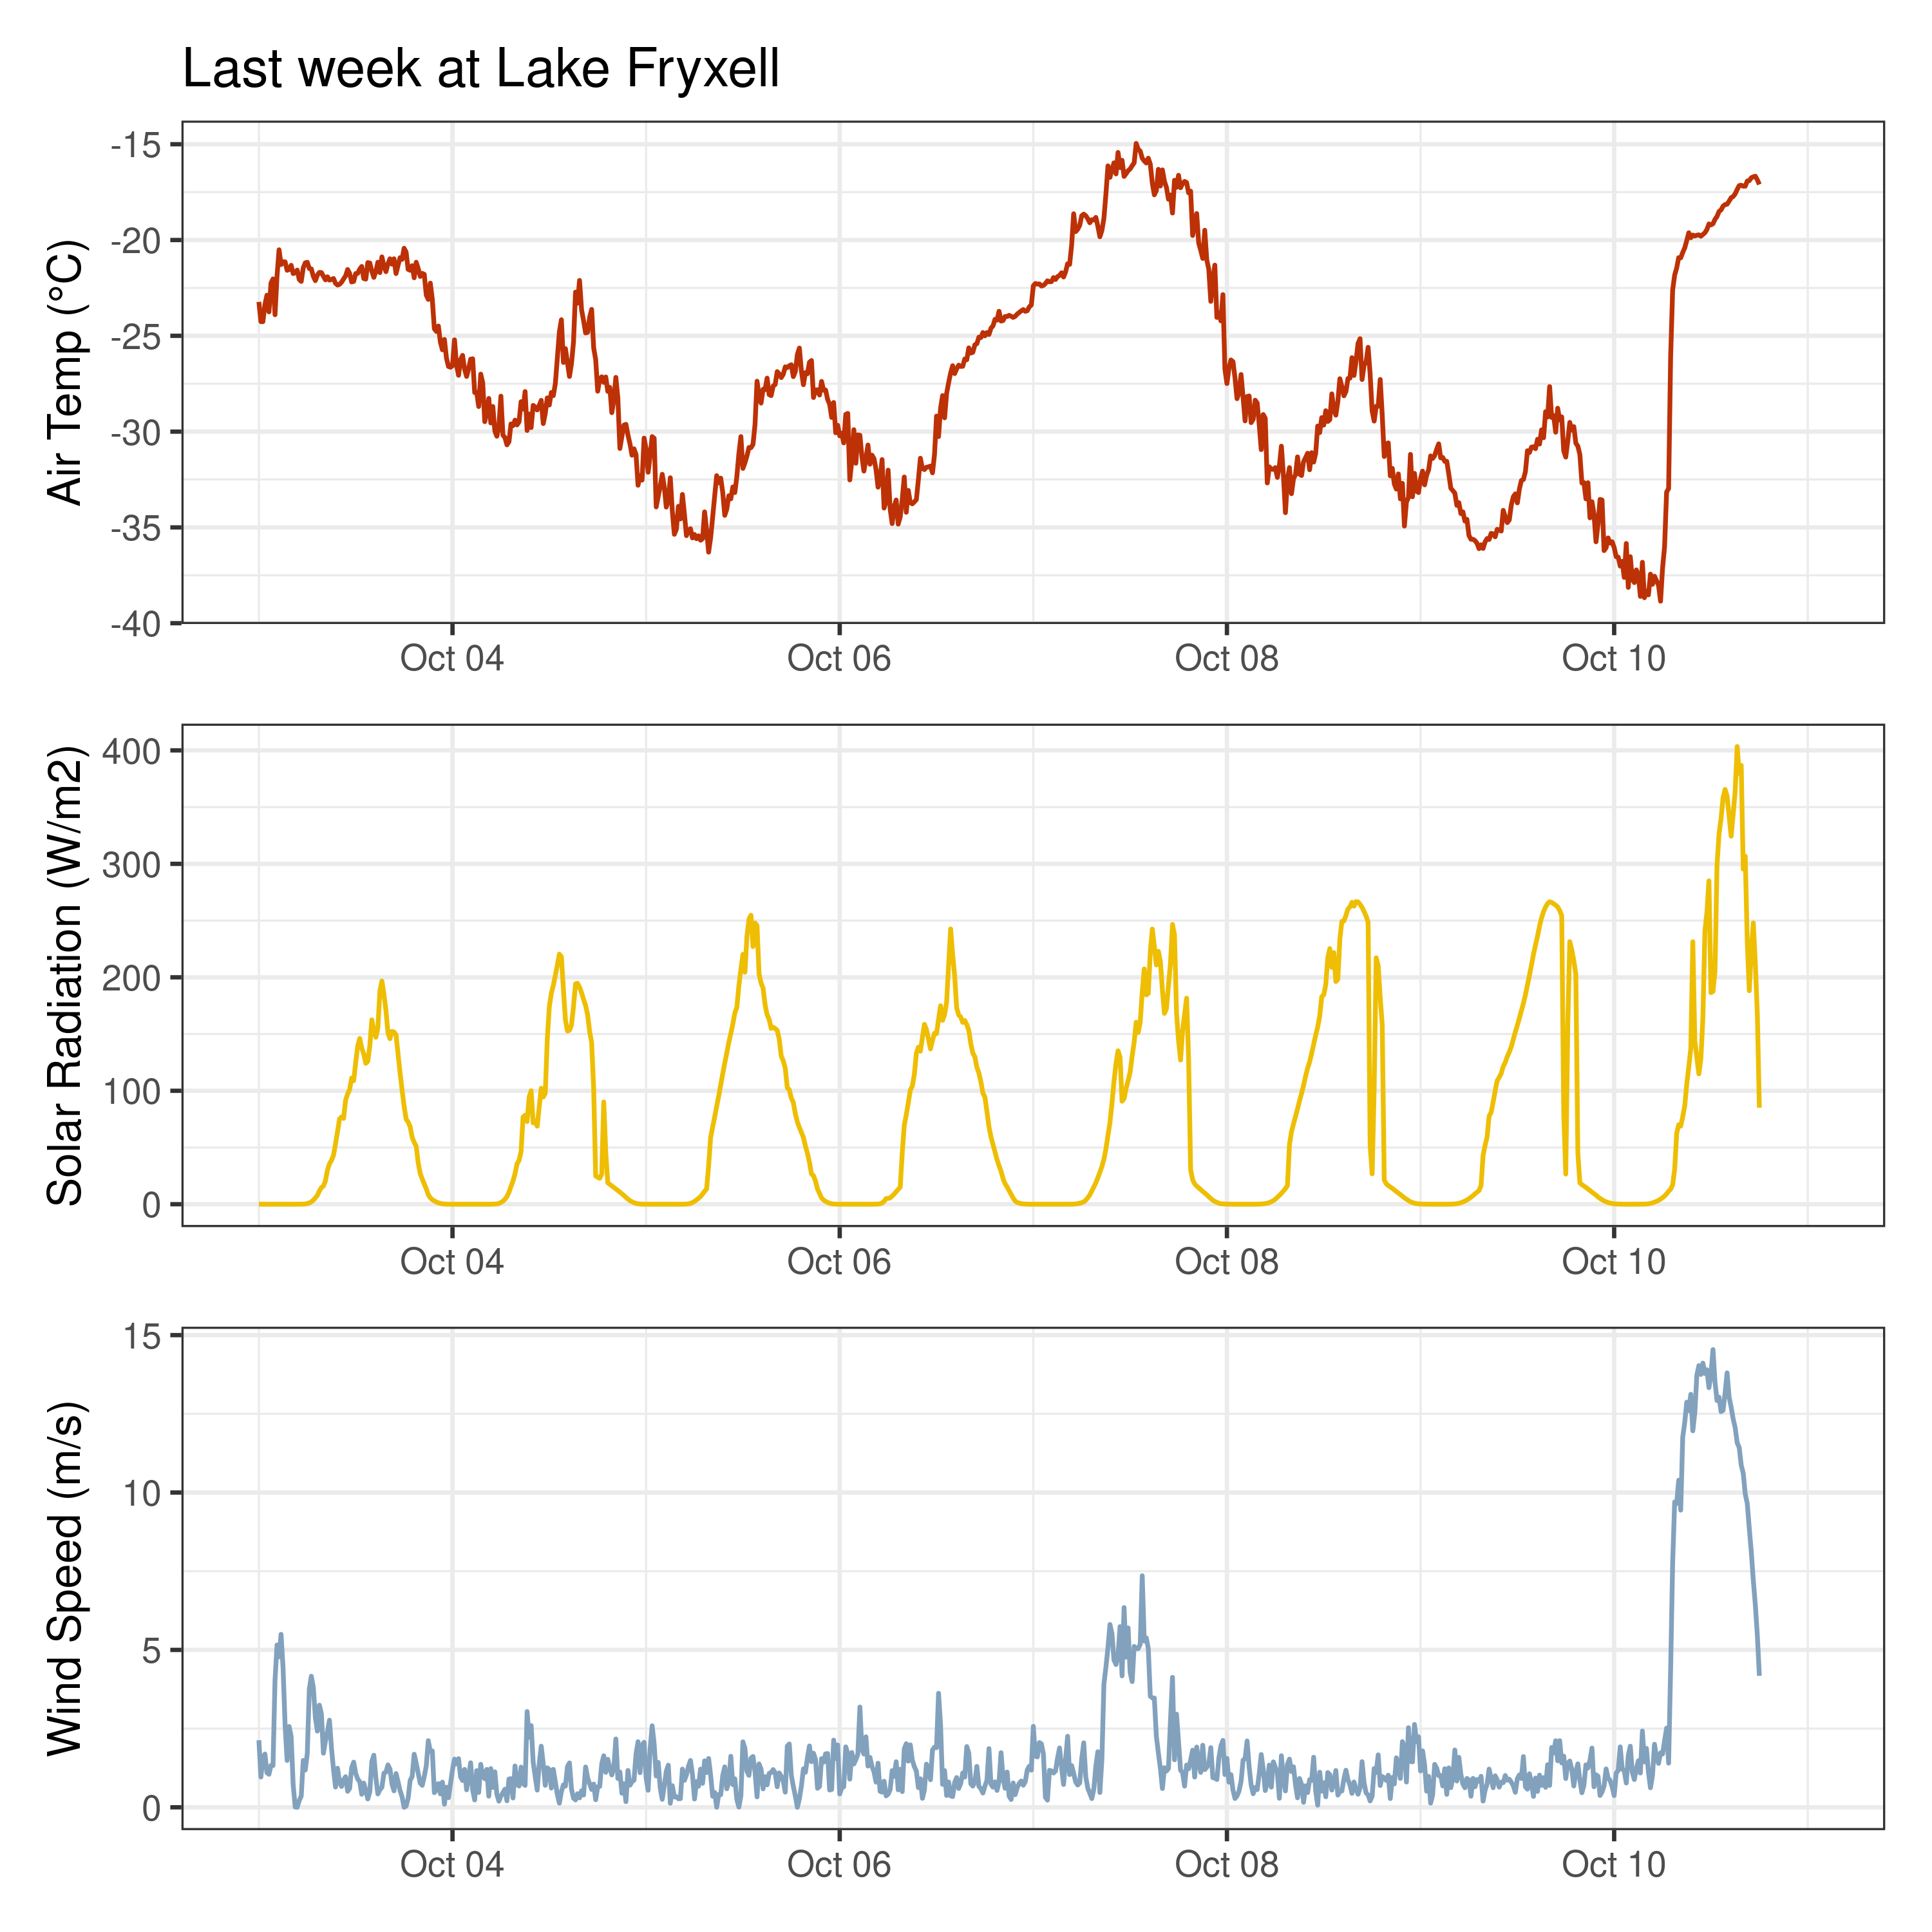 Last week at Lake Fryxell
Air Temp (°C)
-15
-20
-25
-30
-35
-40
Oct 04 Oct 06 Oct 08 Oct 10
Solar Radiation (W/m2)
400
300
200
100
0
Oct 04 Oct 06 Oct 08 Oct 10
Wind Speed (m/s)
15
10
5
0
Oct 04 Oct 06 Oct 08 Oct 10